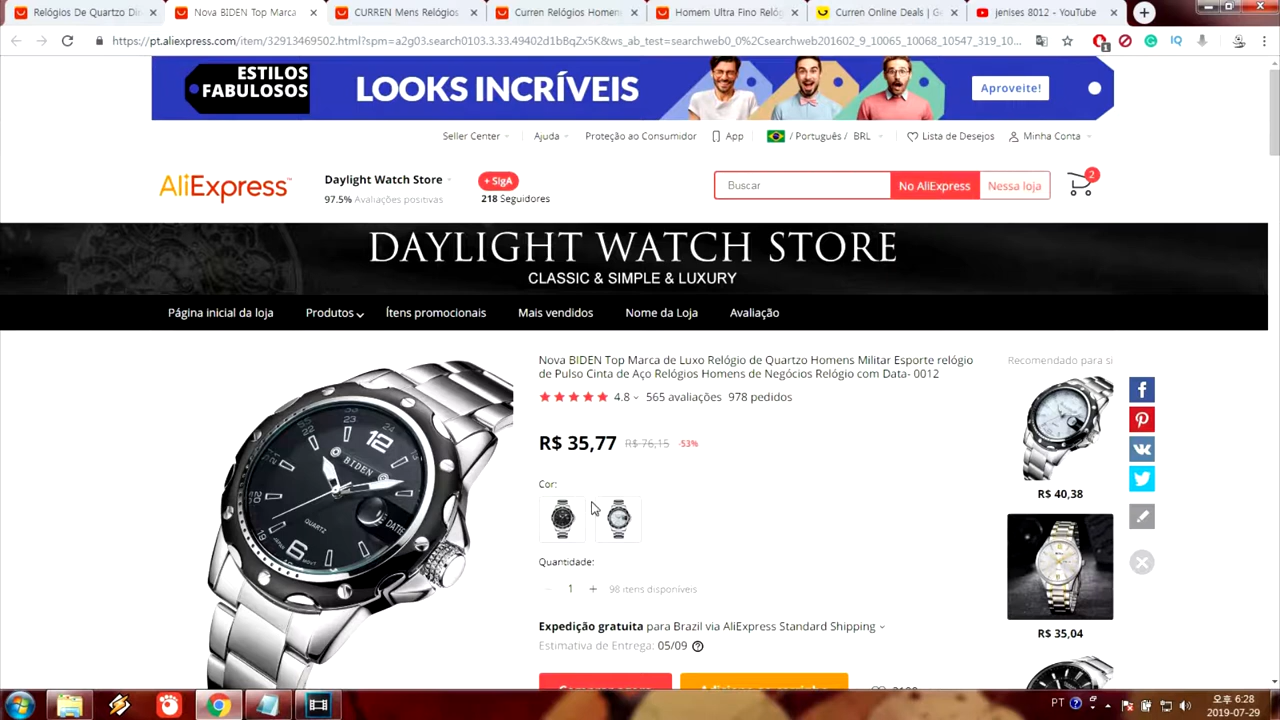 Relógios De Quartzo Di
Nova BIDEN Top Marca
CURREN Mens Relógios
Curren Relógios Homen
Homem Ultra Fino Reló
Curren Online Deals | Ge
jenises 8012 - YouTube
https://pt.aliexpress.com/item/32913469502.html?spm=a2g03.search0103.3.33.49402d1b8qZx5K&ws_ab_test=searchweb0_0%2Csearchweb201602_9_10065_10068_10547_319_10...
ESTILOS
FABULOSOS
LOOKS INCRÍVEIS
Aproveite!
Seller Center
Ajuda
Proteção ao Consumidor
App
/ Português / BRL
Lista de Desejos
Minha Conta
AliExpress
Daylight Watch Store
97.5% Avaliações positivas
+ SIgA
218 Seguidores
Buscar
No AliExpress
Nessa loja
2
DAYLIGHT WATCH STORE
CLASSIC & SIMPLE & LUXURY
Página inicial da loja
Produtos
Ítens promocionais
Mais vendidos
Nome da Loja
Avaliação
Nova BIDEN Top Marca de Luxo Relógio de Quartzo Homens Militar Esporte relógio
de Pulso Cinta de Aço Relógios Homens de Negócios Relógio com Data- 0012
Recomendado para si
4.8
565 avaliações
978 pedidos
R$ 35,77
R$ 76,15
-53%
Cor:
Quantidade:
1
98 itens disponíveis
Expedição gratuita para Brazil via AliExpress Standard Shipping
Estimativa de Entrega: 05/09
R$ 40,38
R$ 35,04
12
BIDEN
QUARTZ
6
PT
오후 6:28
2019-07-29